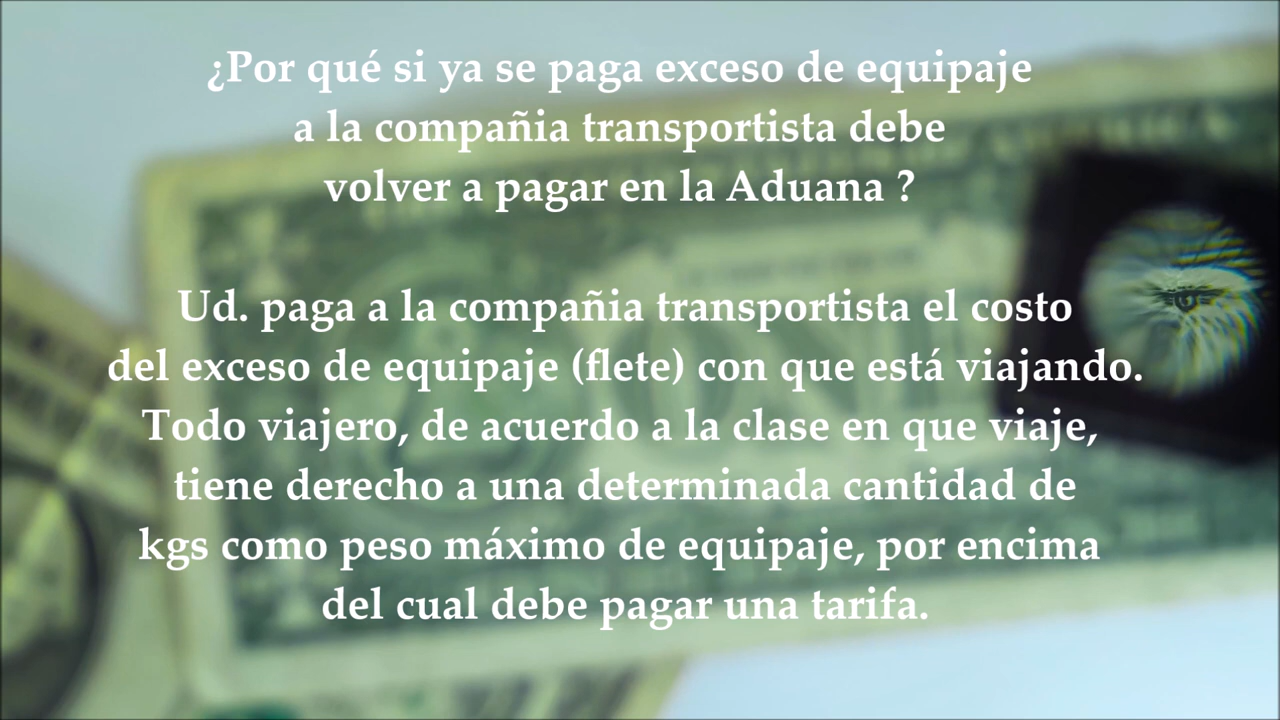 ¿Por qué si ya se paga exceso de equipaje
a la compañia transportista debe
volver a pagar en la Aduana ?
Ud. paga a la compañia transportista el costo
del exceso de equipaje (flete) con que está viajando.
Todo viajero, de acuerdo a la clase en que viaje,
tiene derecho a una determinada cantidad de
kgs como peso máximo de equipaje, por encima
del cual debe pagar una tarifa.